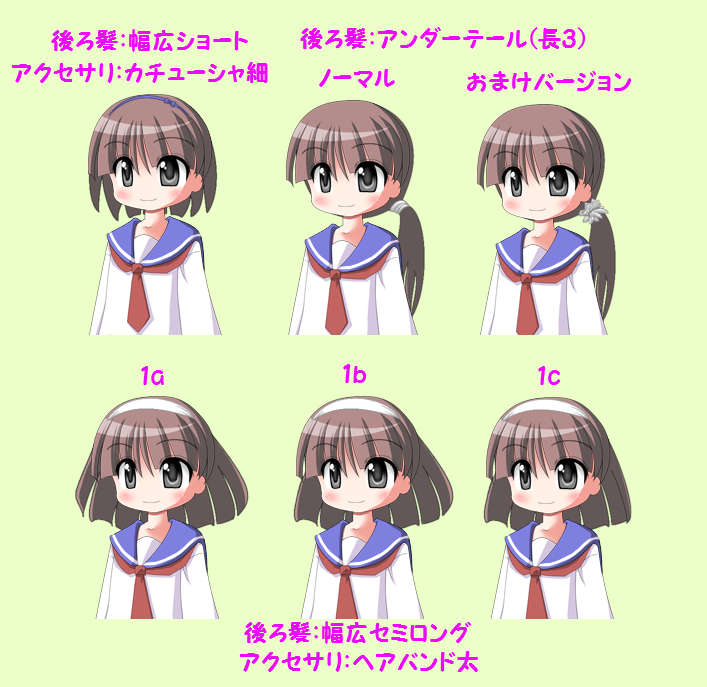 後ろ髪：幅広ショート
アクセサリ：カチューシャ細
後ろ髪：アンダーテール（長３）
ノーマル
おまけバージョン
1a
1b
1c
後ろ髪：幅広セミロング
アクセサリ：ヘアバンド太